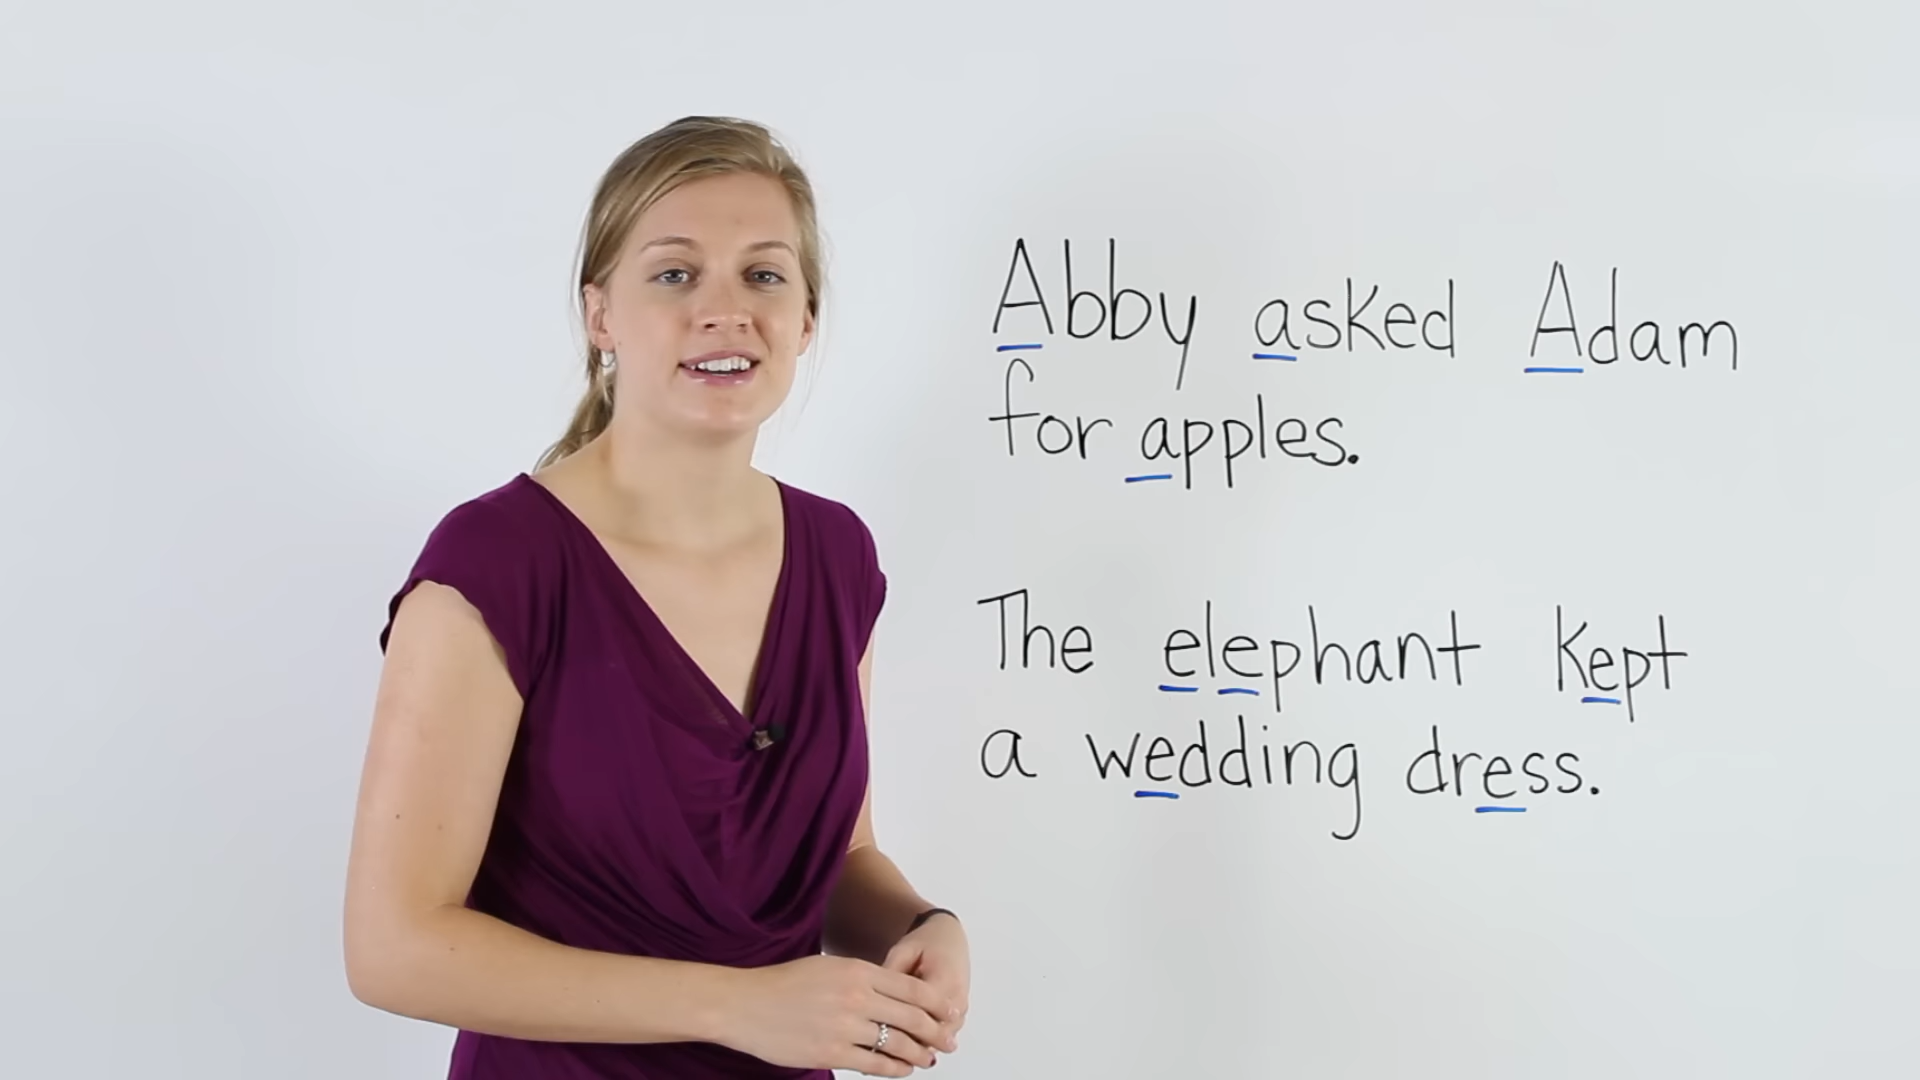 Abby asked Adam
for apples.
The elephant kept
a wedding dress.